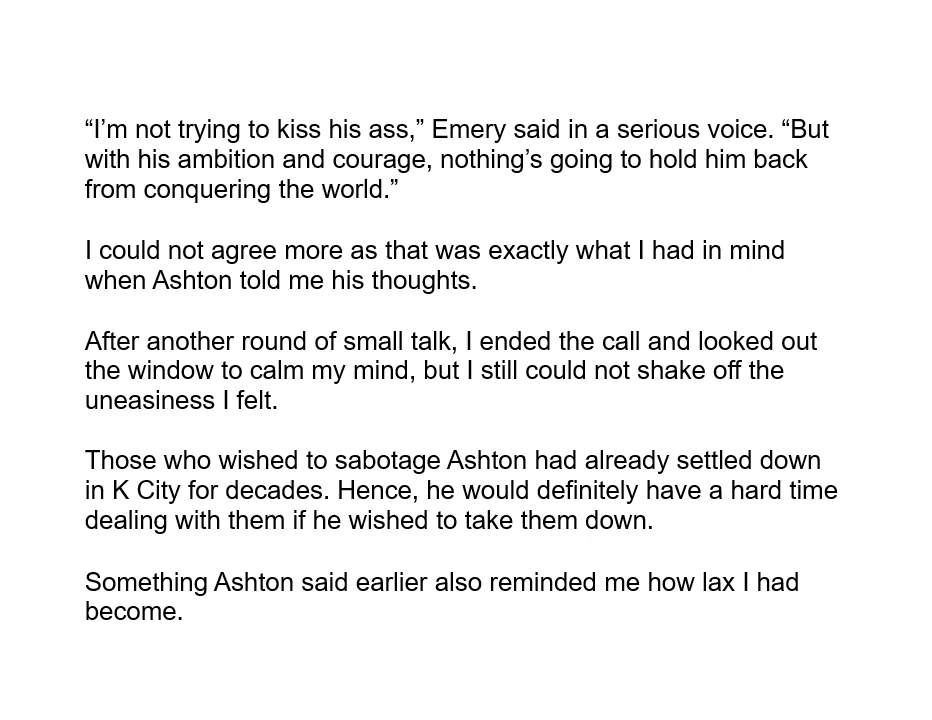 “I’m not trying to kiss his ass,” Emery said in a serious voice. “But
with his ambition and courage, nothing’s going to hold him back
from conquering the world.”
I could not agree more as that was exactly what I had in mind
when Ashton told me his thoughts.
After another round of small talk, I ended the call and looked out
the window to calm my mind, but I still could not shake off the
uneasiness I felt.
Those who wished to sabotage Ashton had already settled down
in K City for decades. Hence, he would definitely have a hard time
dealing with them if he wished to take them down.
Something Ashton said earlier also reminded me how lax I had
become.